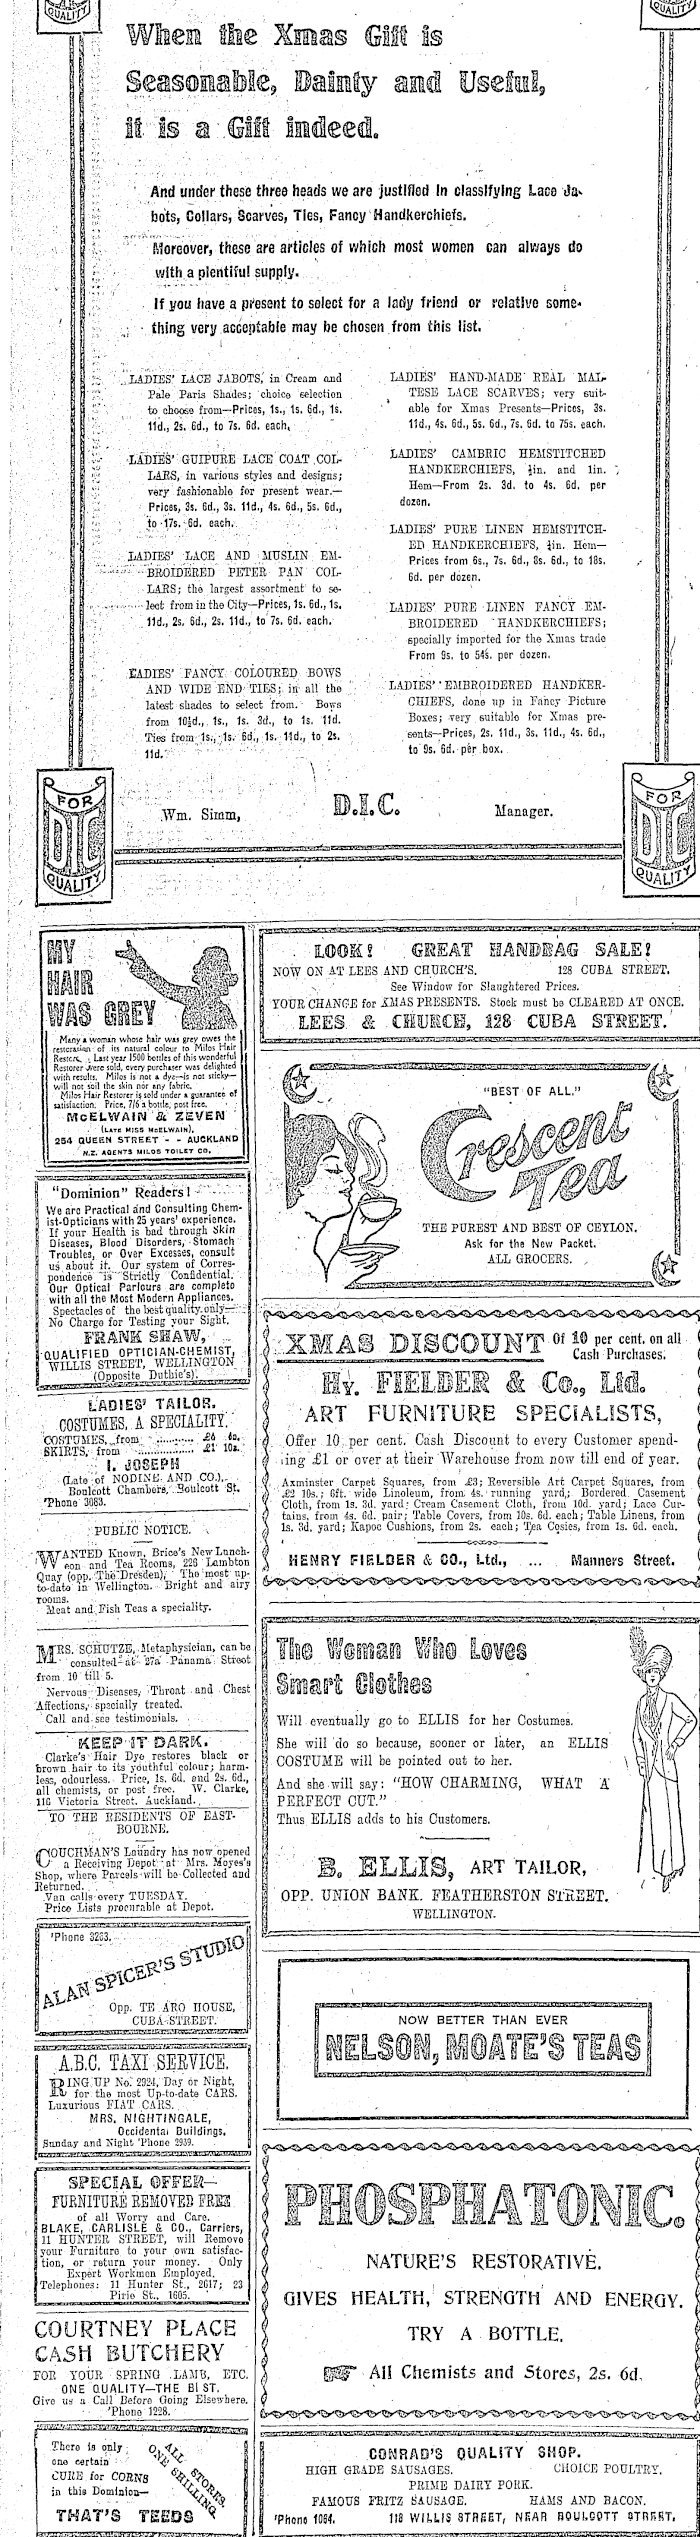 QUALITY
QUALITY
When the Xmas Gift is
Seasonable, Dainty and Useful,
it is a Gift indeed.
And under these three heads we are justified in classifying Lace Ja-
bots, Collars, Scarves, Ties, Fancy Handkerchiefs.
Moreover, these are articles of which most women can always do
with a plentiful supply.
If you have a present to select for a lady friend or relative some-
thing very acceptable may be chosen from this list.
LADIES' LACE JABOTS, in Cream and
Pale Paris Shades; choice selection
to choose from—Prices, 1s., 1s. 6d., 1s.
11d., 2s. 6d., to 7s. 6d. each.
LADIES' GUIPURE LACE COAT COL-
LARS, in various styles and designs;
very fashionable for present wear.—
Prices, 3s. 6d., 3s. 11d., 4s. 6d., 5s. 6d.,
to 17s. 6d. each.
LADIES' LACE AND MUSLIN EM-
BROIDERED PETER PAN COL-
LARS; the largest assortment to se-
lect from in the City—Prices, 1s. 6d., 1s.
11d., 2s. 6d., 2s. 11d., to 7s. 6d. each.
LADIES' FANCY COLOURED BOWS
AND WIDE END TIES; in all the
latest shades to select from. Bows
from 10½d., 1s., 1s. 3d., to 1s. 11d.
Ties from 1s., 1s. 6d., 1s. 11d., to 2s.
11d.
LADIES' HAND-MADE REAL MAL-
TESE LACE SCARVES; very suit-
able for Xmas Presents—Prices, 3s.
11d., 4s. 6d., 5s. 6d., 7s. 6d. to 75s. each.
LADIES' CAMBRIC HEMSTITCHED
HANDKERCHIEFS, ½in. and 1in.
Hem—From 2s. 3d. to 4s. 6d. per
dozen.
LADIES' PURE LINEN HEMSTITCH-
ED HANDKERCHIEFS, ½in. Hem—
Prices from 6s., 7s. 6d., 8s. 6d., to 18s.
6d. per dozen.
LADIES' PURE LINEN FANCY EM-
BROIDERED HANDKERCHIEFS;
specially imported for the Xmas trade
From 9s. to 54s. per dozen.
LADIES' EMBROIDERED HANDKER-
CHIEFS, done up in Fancy Picture
Boxes; very suitable for Xmas pre-
sents—Prices, 2s. 11d., 3s. 11d., 4s. 6d.,
to 9s. 6d. per box.
FOR
DIC
QUALITY
Wm. Simm, D.I.C. Manager.
FOR
DIC
QUALITY
MY
HAIR
WAS GREY
Many a woman whose hair was grey owes the
restoration of its natural colour to Milos Hair
Restorer. Last year 1500 bottles of this wonderful
Restorer were sold, every purchaser was delighted
with results. Milos is not a dye—is not sticky—
will not soil the skin nor any fabric.
Milos Hair Restorer is sold under a guarantee of
satisfaction. Price, 7/6 a bottle, post free.
McELWAIN & ZEVEN
(LATE MISS McELWAIN),
254 QUEEN STREET - - AUCKLAND
N.Z. AGENTS MILOS TOILET CO.
"Dominion" Readers!
We are Practical and Consulting Chem-
ist-Opticians with 25 years' experience.
If your Health is bad through Skin
Diseases, Blood Disorders, Stomach
Troubles, or Over Excesses, consult
us about it. Our system of Corres-
pondence is Strictly Confidential.
Our Optical Parlours are complete
with all the Most Modern Appliances.
Spectacles of the best quality only—
No Charge for Testing your Sight.
FRANK SHAW,
QUALIFIED OPTICIAN-CHEMIST,
WILLIS STREET, WELLINGTON
(Opposite Duthie's).
LADIES' TAILOR.
COSTUMES, A SPECIALITY.
COSTUMES, from .......... £6 6s.
SKIRTS, from .......... £1 10s.
I. JOSEPH
(Late of NODINE AND CO.),
Boulcott Chambers, Boulcott St.
'Phone 3083.
PUBLIC NOTICE.
WANTED Known, Brice's New Lunch-
eon and Tea Rooms, 226 Lambton
Quay (opp. The Dresden). The most up-
to-date in Wellington. Bright and airy
rooms.
Meat and Fish Teas a speciality.
MRS. SCHUTZE, Metaphysician, can be
consulted at 27a Panama Street
from 10 till 5.
Nervous Diseases, Throat and Chest
Affections, specially treated.
Call and see testimonials.
KEEP IT DARK.
Clarke's Hair Dye restores black or
brown hair to its youthful colour; harm-
less, odourless. Price, 1s. 6d. and 2s. 6d.,
all chemists, or post free. W. Clarke,
116 Victoria Street, Auckland.
TO THE RESIDENTS OF EAST-
BOURNE.
COUCHMAN'S Laundry has now opened
a Receiving Depot at Mrs. Moyes's
Shop, where Parcels will be Collected and
Returned.
Van calls every TUESDAY.
Price Lists procurable at Depot.
'Phone 3263.
ALAN SPICER'S STUDIO
Opp. TE ARO HOUSE,
CUBA STREET.
A.B.C. TAXI SERVICE.
RING UP No. 2924, Day or Night,
for the most Up-to-date CARS.
Luxurious FIAT CARS.
MRS. NIGHTINGALE,
Occidental Buildings.
Sunday and Night 'Phone 2939.
SPECIAL OFFER—
FURNITURE REMOVED FREE
of all Worry and Care.
BLAKE, CARLISLE & CO., Carriers,
11 HUNTER STREET, will Remove
your Furniture to your own satisfac-
tion, or return your money. Only
Expert Workmen Employed.
Telephones: 11 Hunter St., 2617; 23
Pirie St., 1605.
COURTNEY PLACE
CASH BUTCHERY
FOR YOUR SPRING LAMB, ETC.
ONE QUALITY—THE BEST.
Give us a Call Before Going Elsewhere.
'Phone 1228.
There is only
one certain
CURE for CORNS
in this Dominion—
ALL STORES,
ONE SHILLING.
THAT'S TEEDS
LOOK! GREAT HANDBAG SALE!
NOW ON AT LEES AND CHURCH'S. 128 CUBA STREET.
See Window for Slaughtered Prices.
YOUR CHANGE for XMAS PRESENTS. Stock must be CLEARED AT ONCE.
LEES & CHURCH, 128 CUBA STREET.
"BEST OF ALL."
Crescent
Tea
THE PUREST AND BEST OF CEYLON.
Ask for the New Packet.
ALL GROCERS.
XMAS DISCOUNT Of 10 per cent. on all
Cash Purchases.
Hy. FIELDER & Co., Ltd.
ART FURNITURE SPECIALISTS,
Offer 10 per cent. Cash Discount to every Customer spend-
ing £1 or over at their Warehouse from now till end of year.
Axminster Carpet Squares, from £3; Reversible Art Carpet Squares, from
£2 10s.; 6ft. wide Linoleum, from 4s. running yard; Bordered Casement
Cloth, from 1s. 3d. yard; Cream Casement Cloth, from 10d. yard; Lace Cur-
tains, from 4s. 6d. pair; Table Covers, from 10s. 6d. each; Table Linens, from
1s. 3d. yard; Kapoc Cushions, from 2s. each; Tea Cosies, from 1s. 6d. each.
HENRY FIELDER & CO., Ltd., ... Manners Street.
The Woman Who Loves
Smart Clothes
Will eventually go to ELLIS for her Costumes.
She will do so because, sooner or later, an ELLIS
COSTUME will be pointed out to her.
And she will say: "HOW CHARMING, WHAT A
PERFECT CUT."
Thus ELLIS adds to his Customers.
B. ELLIS, ART TAILOR,
OPP. UNION BANK. FEATHERSTON STREET.
WELLINGTON.
NOW BETTER THAN EVER
NELSON, MOATE'S TEAS
PHOSPHATONIC.
NATURE'S RESTORATIVE.
GIVES HEALTH, STRENGTH AND ENERGY.
TRY A BOTTLE.
All Chemists and Stores, 2s. 6d.
CONRAD'S QUALITY SHOP.
HIGH GRADE SAUSAGES. CHOICE POULTRY.
PRIME DAIRY PORK.
FAMOUS FRITZ SAUSAGE. HAMS AND BACON.
'Phone 1084. 118 WILLIS STREET, NEAR BOULCOTT STREET.